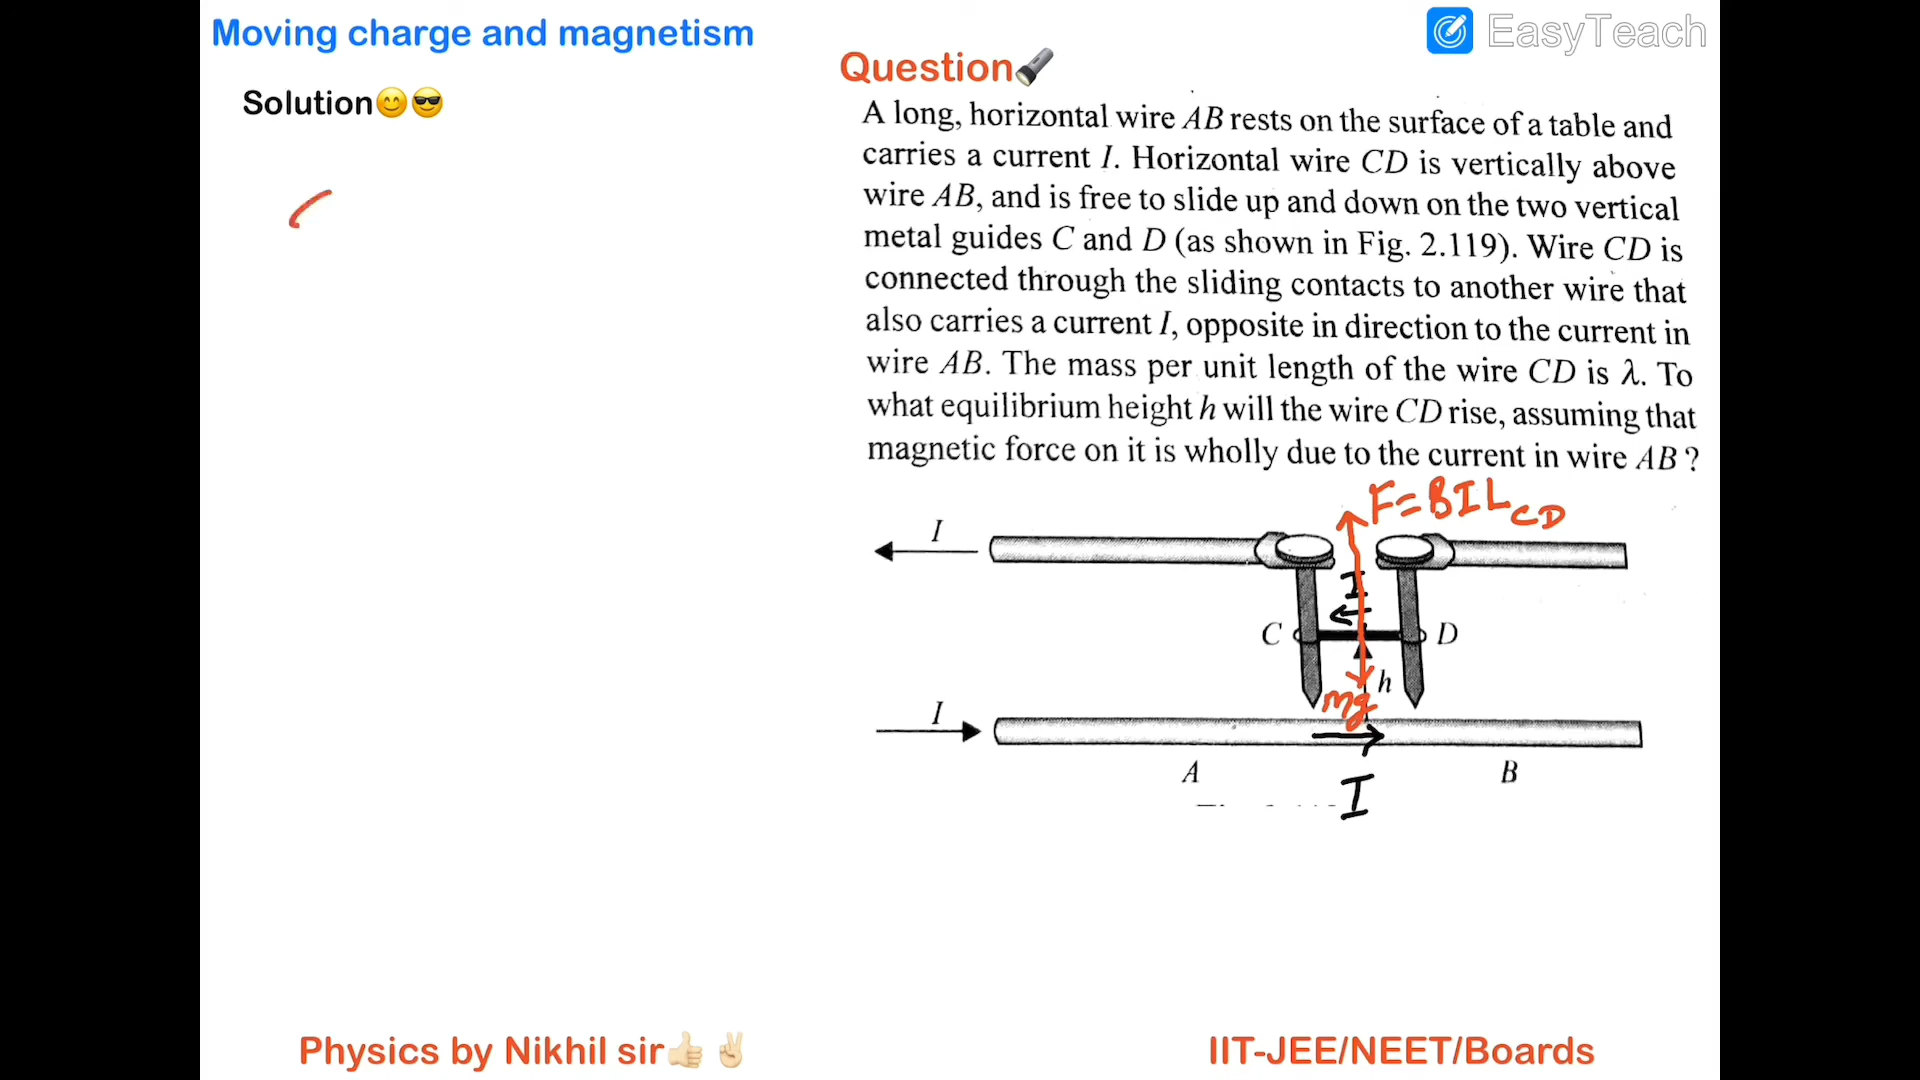 Moving charge and magnetism
EasyTeach
Question
Solution
A long, horizontal wire AB rests on the surface of a table and
carries a current I. Horizontal wire CD is vertically above
wire AB, and is free to slide up and down on the two vertical
metal guides C and D (as shown in Fig. 2.119). Wire CD is
connected through the sliding contacts to another wire that
also carries a current I, opposite in direction to the current in
wire AB. The mass per unit length of the wire CD is λ. To
what equilibrium height h will the wire CD rise, assuming that
magnetic force on it is wholly due to the current in wire AB?
F = BIL CD
I
I
C
D
h
mg
I
A
B
I
Physics by Nikhil sir
IIT-JEE/NEET/Boards